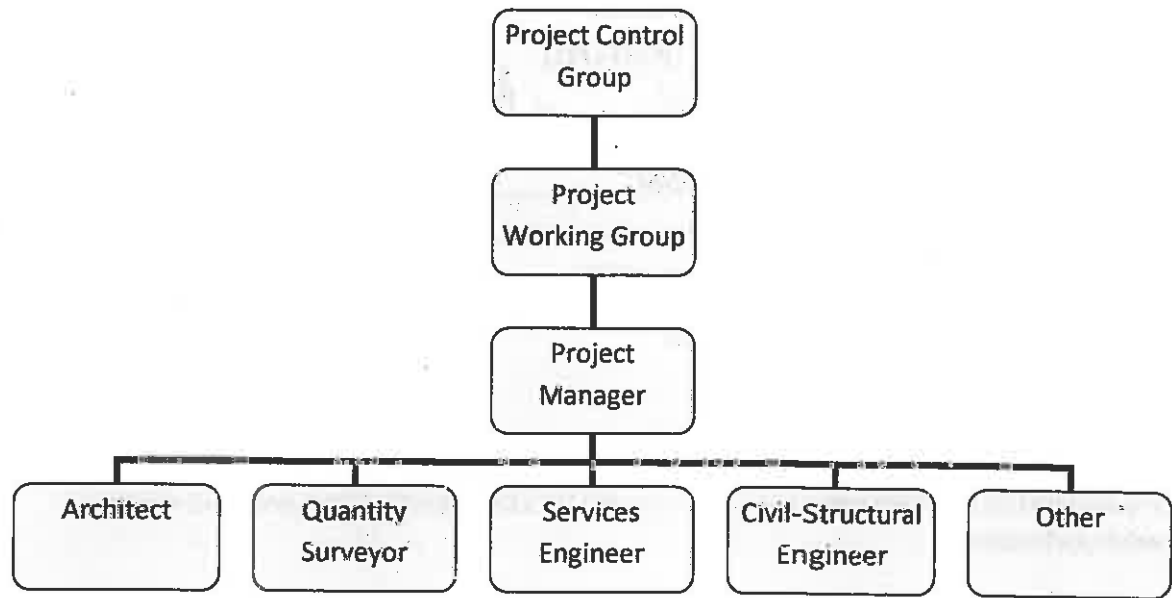 Project Control
Group
Project
Working Group
Project
Manager
Architect
Quantity
Surveyor
Services
Engineer
Civil-Structural
Engineer
Other